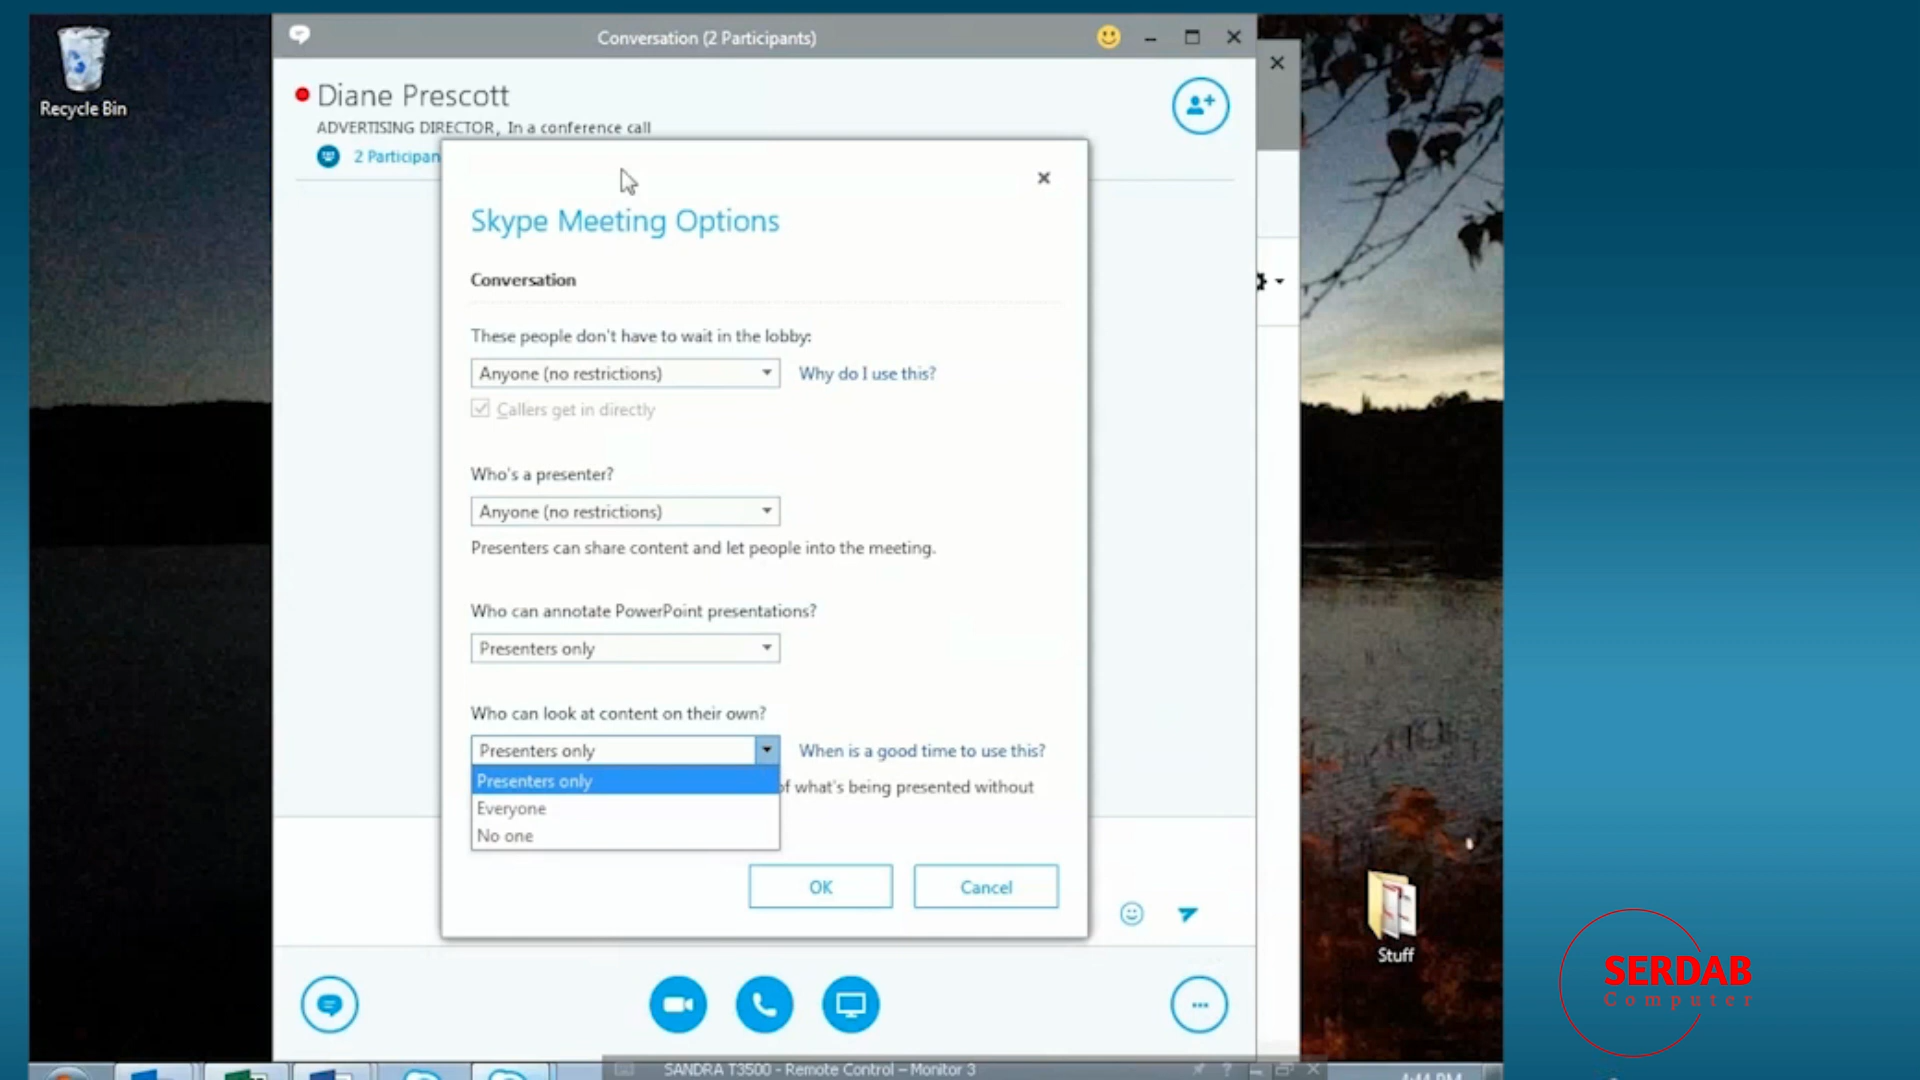 Conversation (2 Participants)
Recycle Bin
Diane Prescott
ADVERTISING DIRECTOR, In a conference call
2 Participan
Skype Meeting Options
Conversation
These people don't have to wait in the lobby:
Anyone (no restrictions)
Why do I use this?
Callers get in directly
Who's a presenter?
Anyone (no restrictions)
Presenters can share content and let people into the meeting.
Who can annotate PowerPoint presentations?
Presenters only
Who can look at content on their own?
Presenters only
When is a good time to use this?
Presenters only
of what's being presented without
Everyone
No one
OK
Cancel
Stuff
SERDAB
Computer
SANDRA T3500 - Remote Control – Monitor 3
4:44 PM